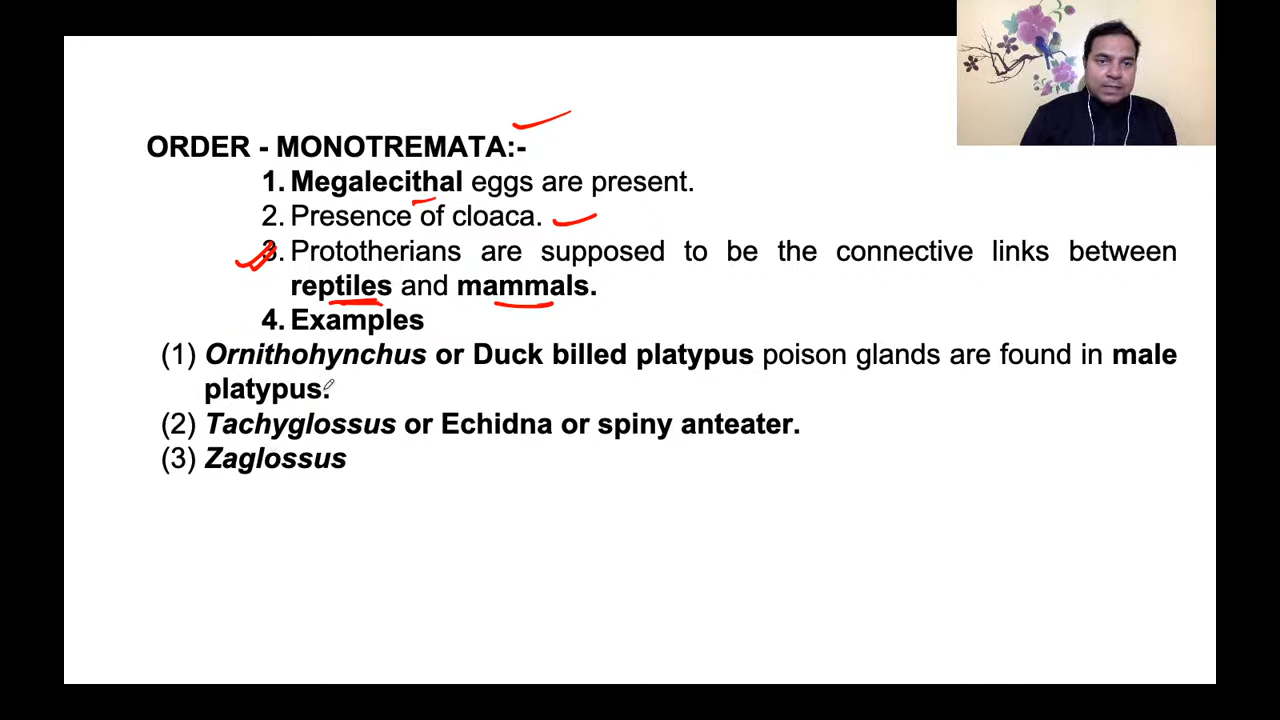 ORDER - MONOTREMATA:-
1. Megalecithal eggs are present.
2. Presence of cloaca.
3. Prototherians are supposed to be the connective links between
reptiles and mammals.
4. Examples
(1) Ornithohynchus or Duck billed platypus poison glands are found in male
platypus.
(2) Tachyglossus or Echidna or spiny anteater.
(3) Zaglossus